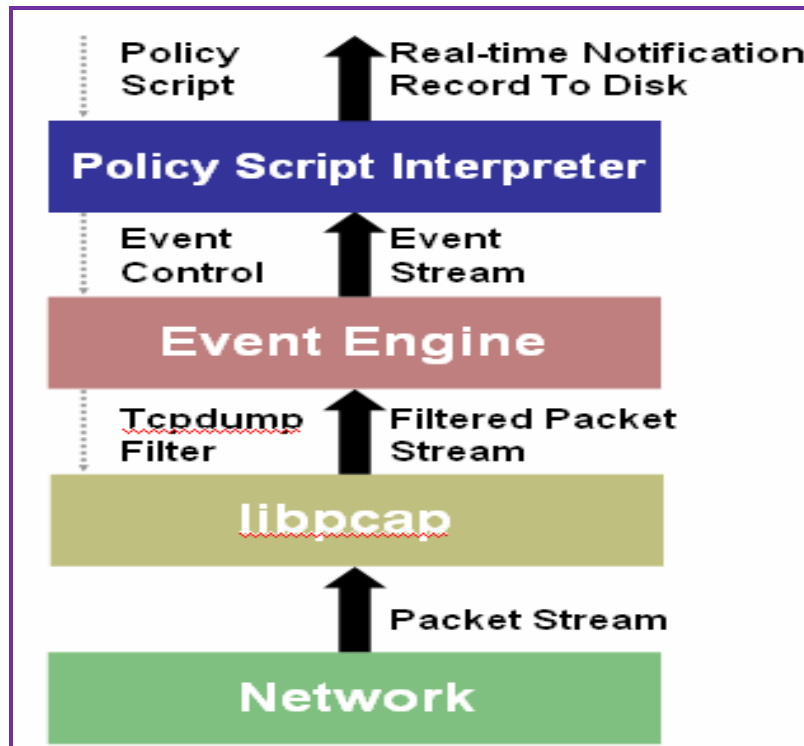 Policy
Script
Real-time Notification
Record To Disk
Policy Script Interpreter
Event
Control
Event
Stream
Event Engine
Tcpdump
Filter
Filtered Packet
Stream
libpcap
Packet Stream
Network